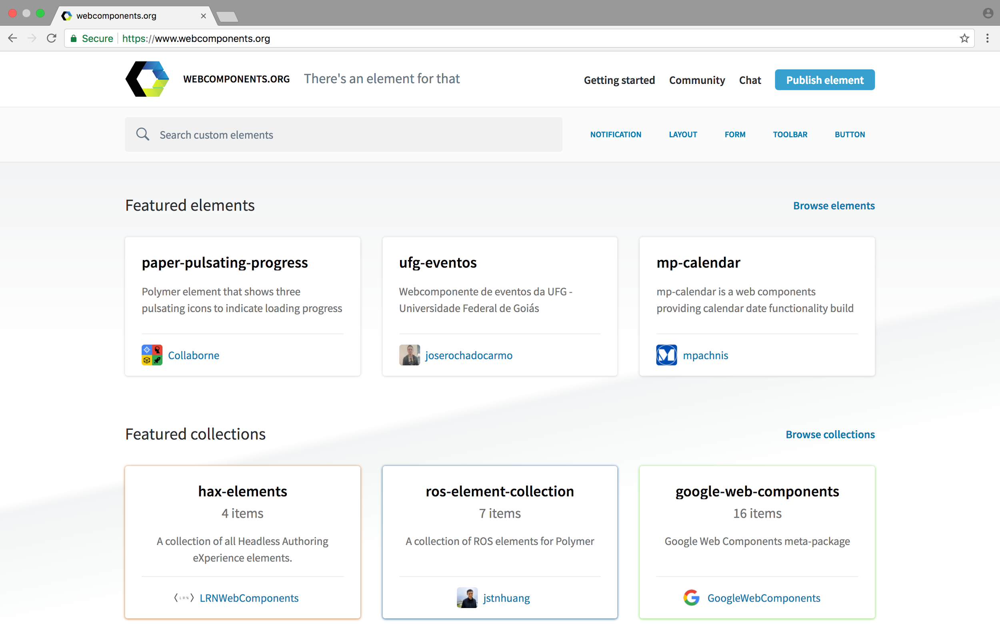 webcomponents.org
Secure https://www.webcomponents.org
WEBCOMPONENTS.ORG There's an element for that Getting started Community Chat Publish element
Search custom elements NOTIFICATION LAYOUT FORM TOOLBAR BUTTON
Featured elements Browse elements
paper-pulsating-progress
Polymer element that shows three
pulsating icons to indicate loading progress
Collaborne
ufg-eventos
Webcomponente de eventos da UFG -
Universidade Federal de Goiás
joserochadocarmo
mp-calendar
mp-calendar is a web components
providing calendar date functionality build
mpachnis
Featured collections Browse collections
hax-elements
4 items
A collection of all Headless Authoring
eXperience elements.
LRN LRNWebComponents
ros-element-collection
7 items
A collection of ROS elements for Polymer
jstnhuang
google-web-components
16 items
Google Web Components meta-package
GoogleWebComponents